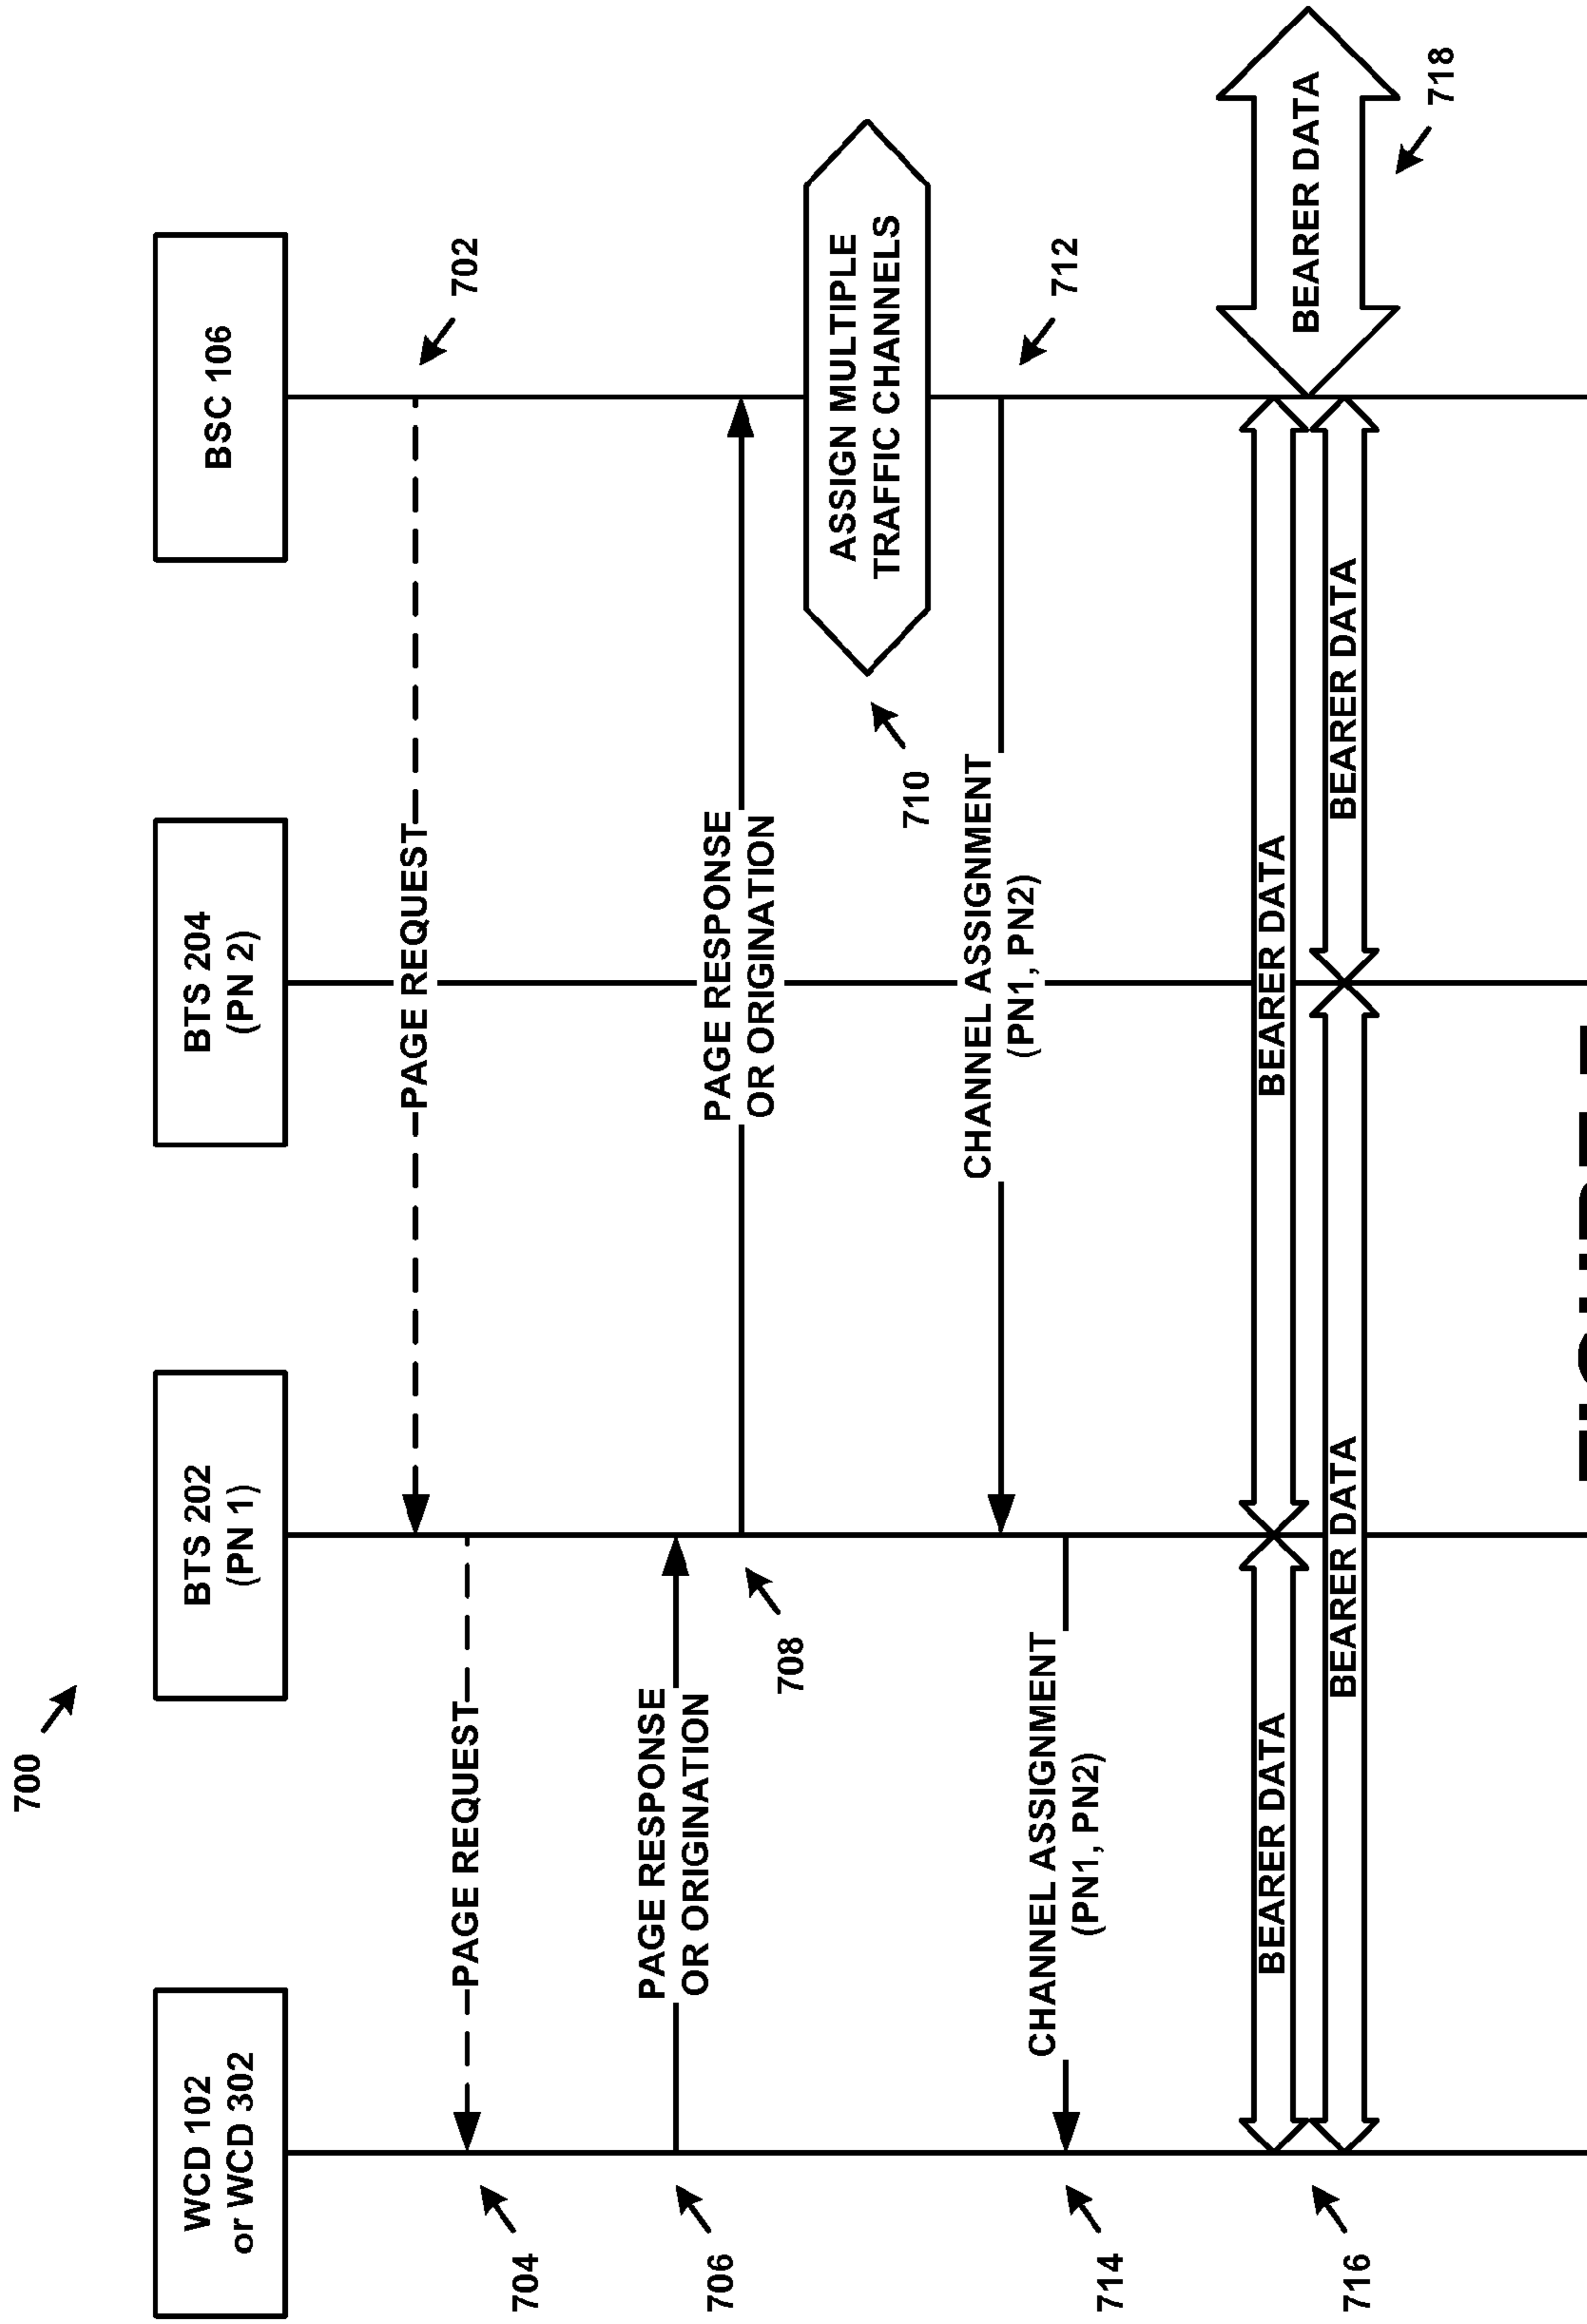 700
WCD 102
or WCD 302
BTS 202
(PN 1)
BTS 204
(PN 2)
BSC 106
PAGE REQUEST
702
PAGE REQUEST
704
PAGE RESPONSE
OR ORIGINATION
706
PAGE RESPONSE
OR ORIGINATION
708
ASSIGN MULTIPLE
TRAFFIC CHANNELS
710
CHANNEL ASSIGNMENT
(PN1, PN2)
712
CHANNEL ASSIGNMENT
(PN1, PN2)
714
BEARER DATA
BEARER DATA
BEARER DATA
BEARER DATA
BEARER DATA
716
718